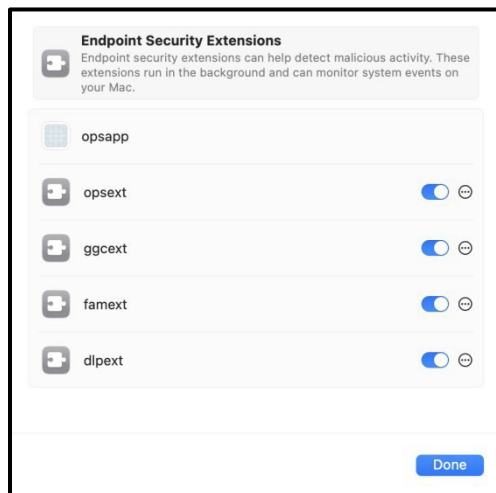 Endpoint Security Extensions
Endpoint security extensions can help detect malicious activity. These
extensions run in the background and can monitor system events on
your Mac.
opsapp
opsext
ggcext
famext
dlpext
Done